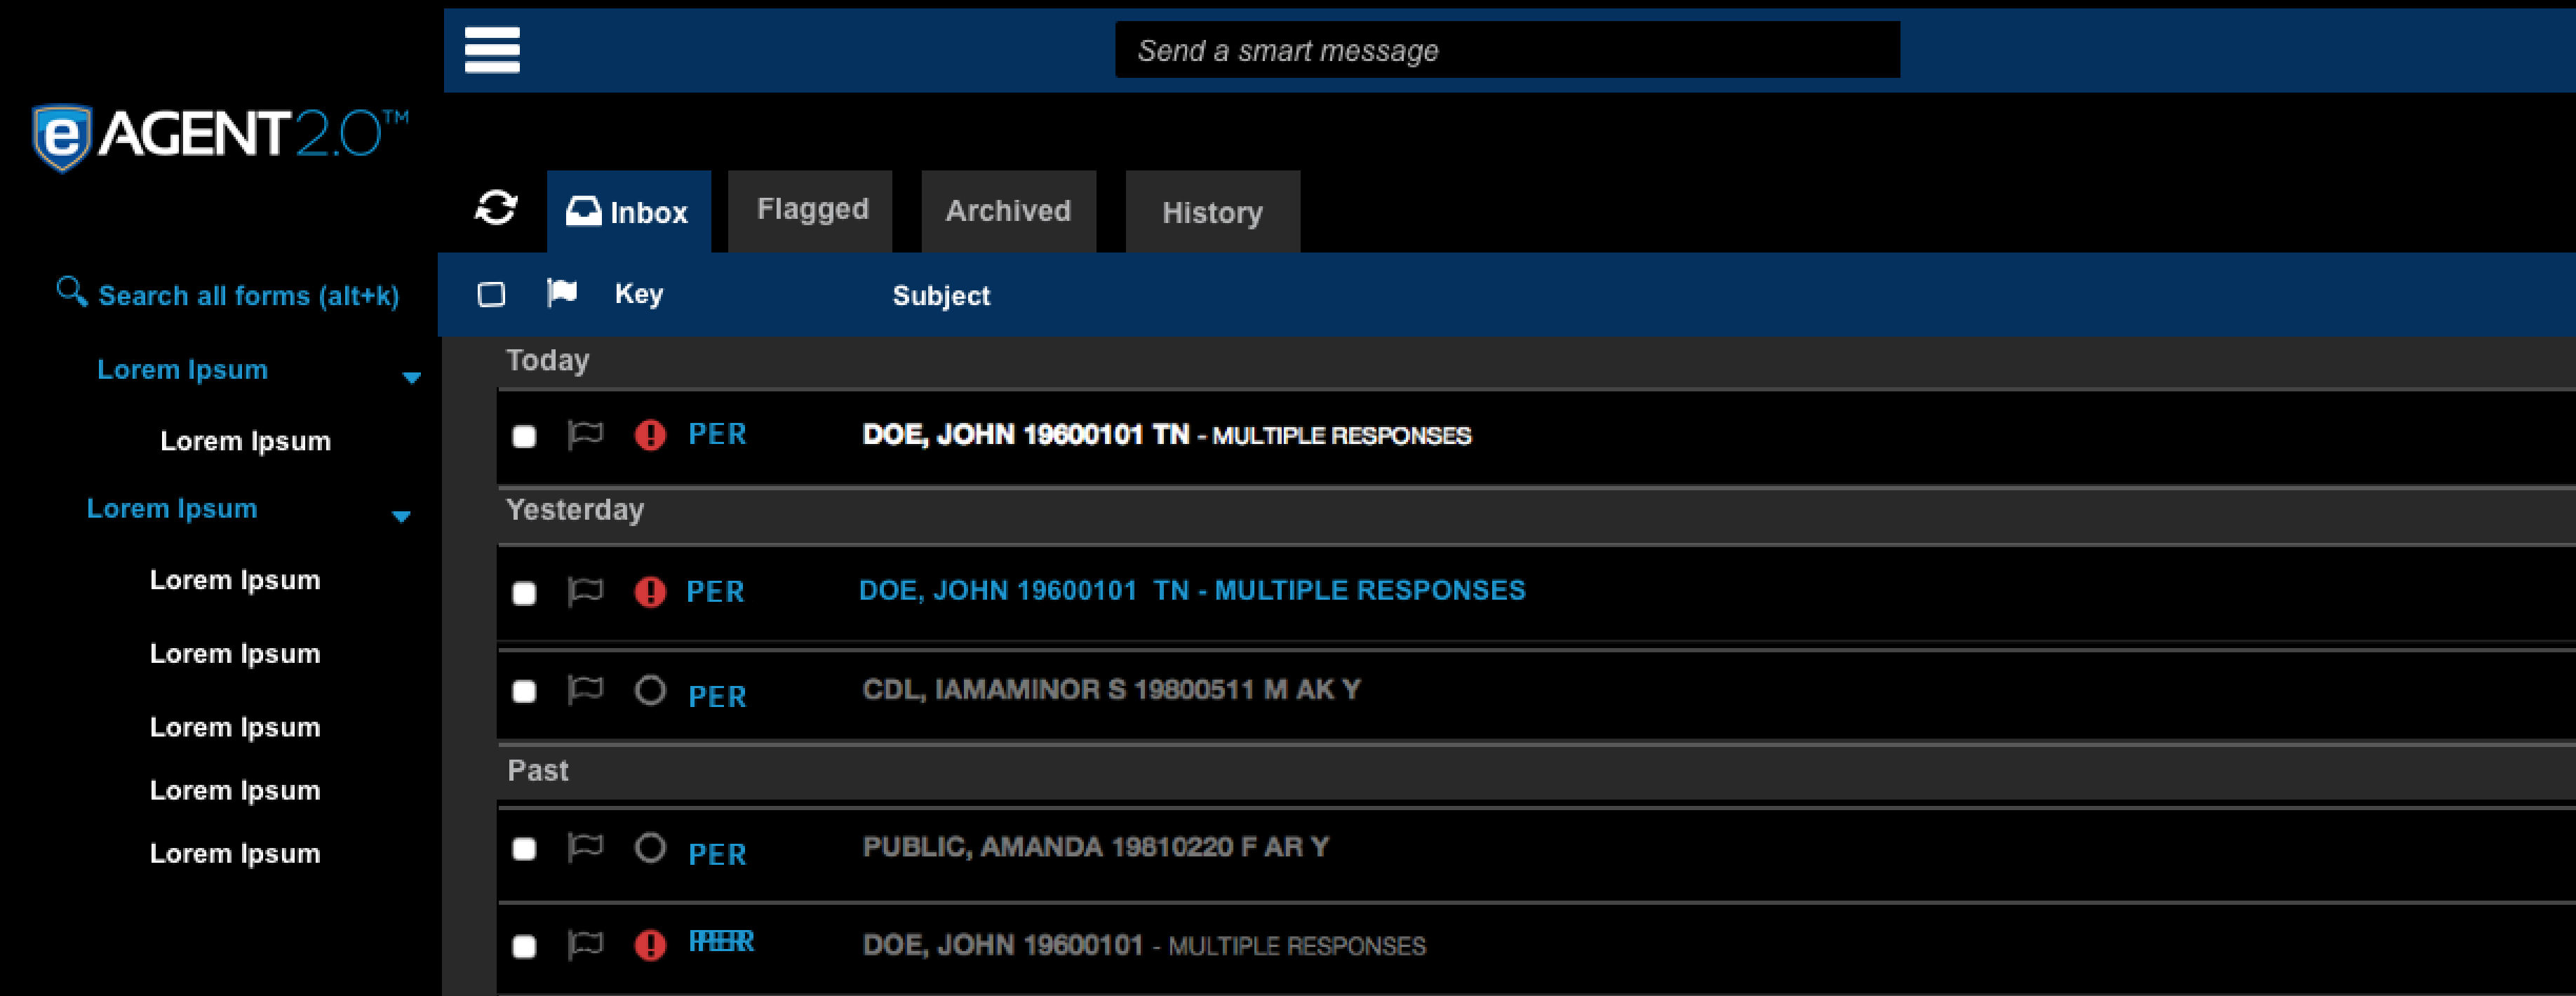 Send a smart message
e AGENT2.0™
Inbox
Flagged
Archived
History
Search all forms (alt+k)
Key
Subject
Lorem Ipsum
Lorem Ipsum
Lorem Ipsum
Lorem Ipsum
Lorem Ipsum
Lorem Ipsum
Lorem Ipsum
Lorem Ipsum
Today
PER DOE, JOHN 19600101 TN - MULTIPLE RESPONSES
Yesterday
PER DOE, JOHN 19600101 TN - MULTIPLE RESPONSES
PER CDL, IAMAMINOR S 19800511 M AK Y
Past
PER PUBLIC, AMANDA 19810220 F AR Y
DOE, JOHN 19600101 - MULTIPLE RESPONSES